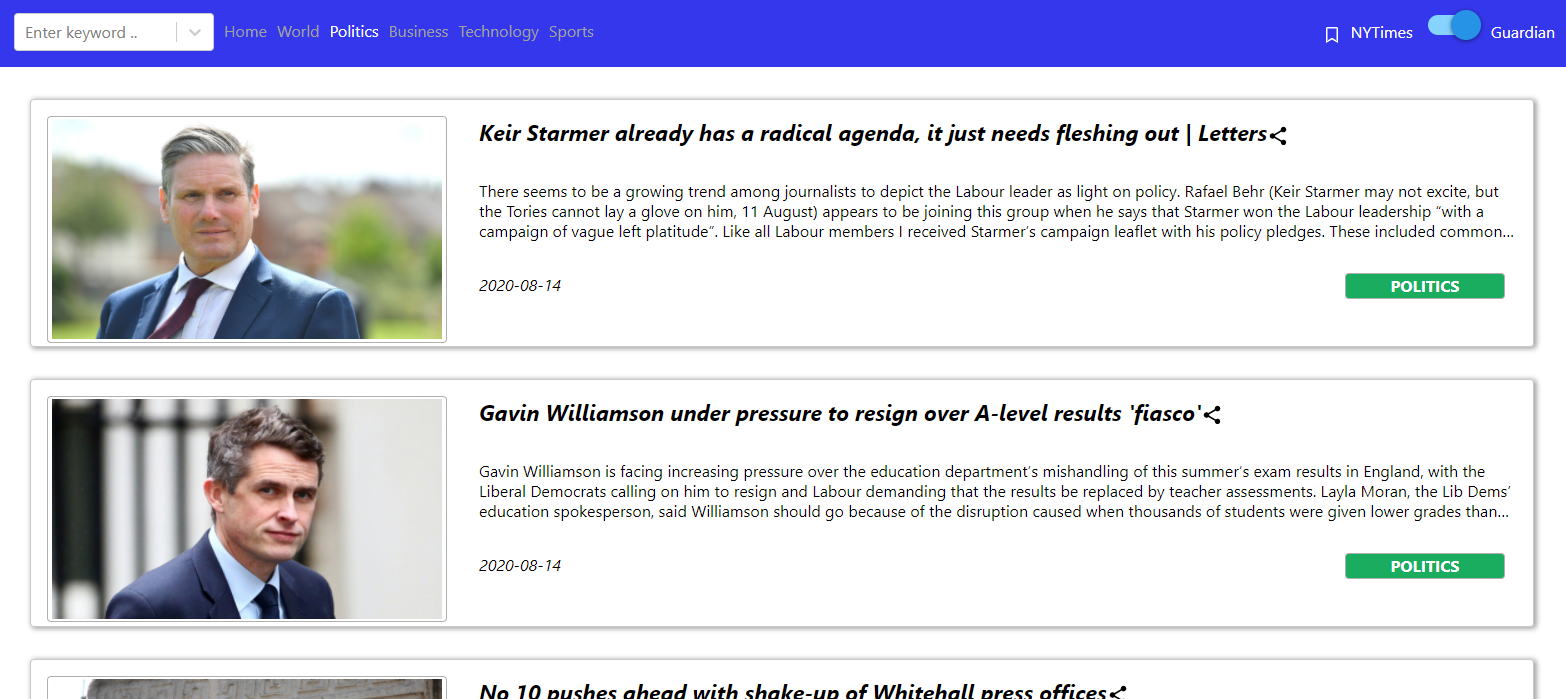 Enter keyword .. Home World Politics Business Technology Sports NYTimes Guardian
Keir Starmer already has a radical agenda, it just needs fleshing out | Letters
There seems to be a growing trend among journalists to depict the Labour leader as light on policy. Rafael Behr (Keir Starmer may not excite, but
the Tories cannot lay a glove on him, 11 August) appears to be joining this group when he says that Starmer won the Labour leadership “with a
campaign of vague left platitude”. Like all Labour members I received Starmer’s campaign leaflet with his policy pledges. These included common...
2020-08-14 POLITICS
Gavin Williamson under pressure to resign over A-level results 'fiasco'
Gavin Williamson is facing increasing pressure over the education department’s mishandling of this summer’s exam results in England, with the
Liberal Democrats calling on him to resign and Labour demanding that the results be replaced by teacher assessments. Layla Moran, the Lib Dems’
education spokesperson, said Williamson should go because of the disruption caused when thousands of students were given lower grades than...
2020-08-14 POLITICS
No 10 pushes ahead with shake-up of Whitehall press offices